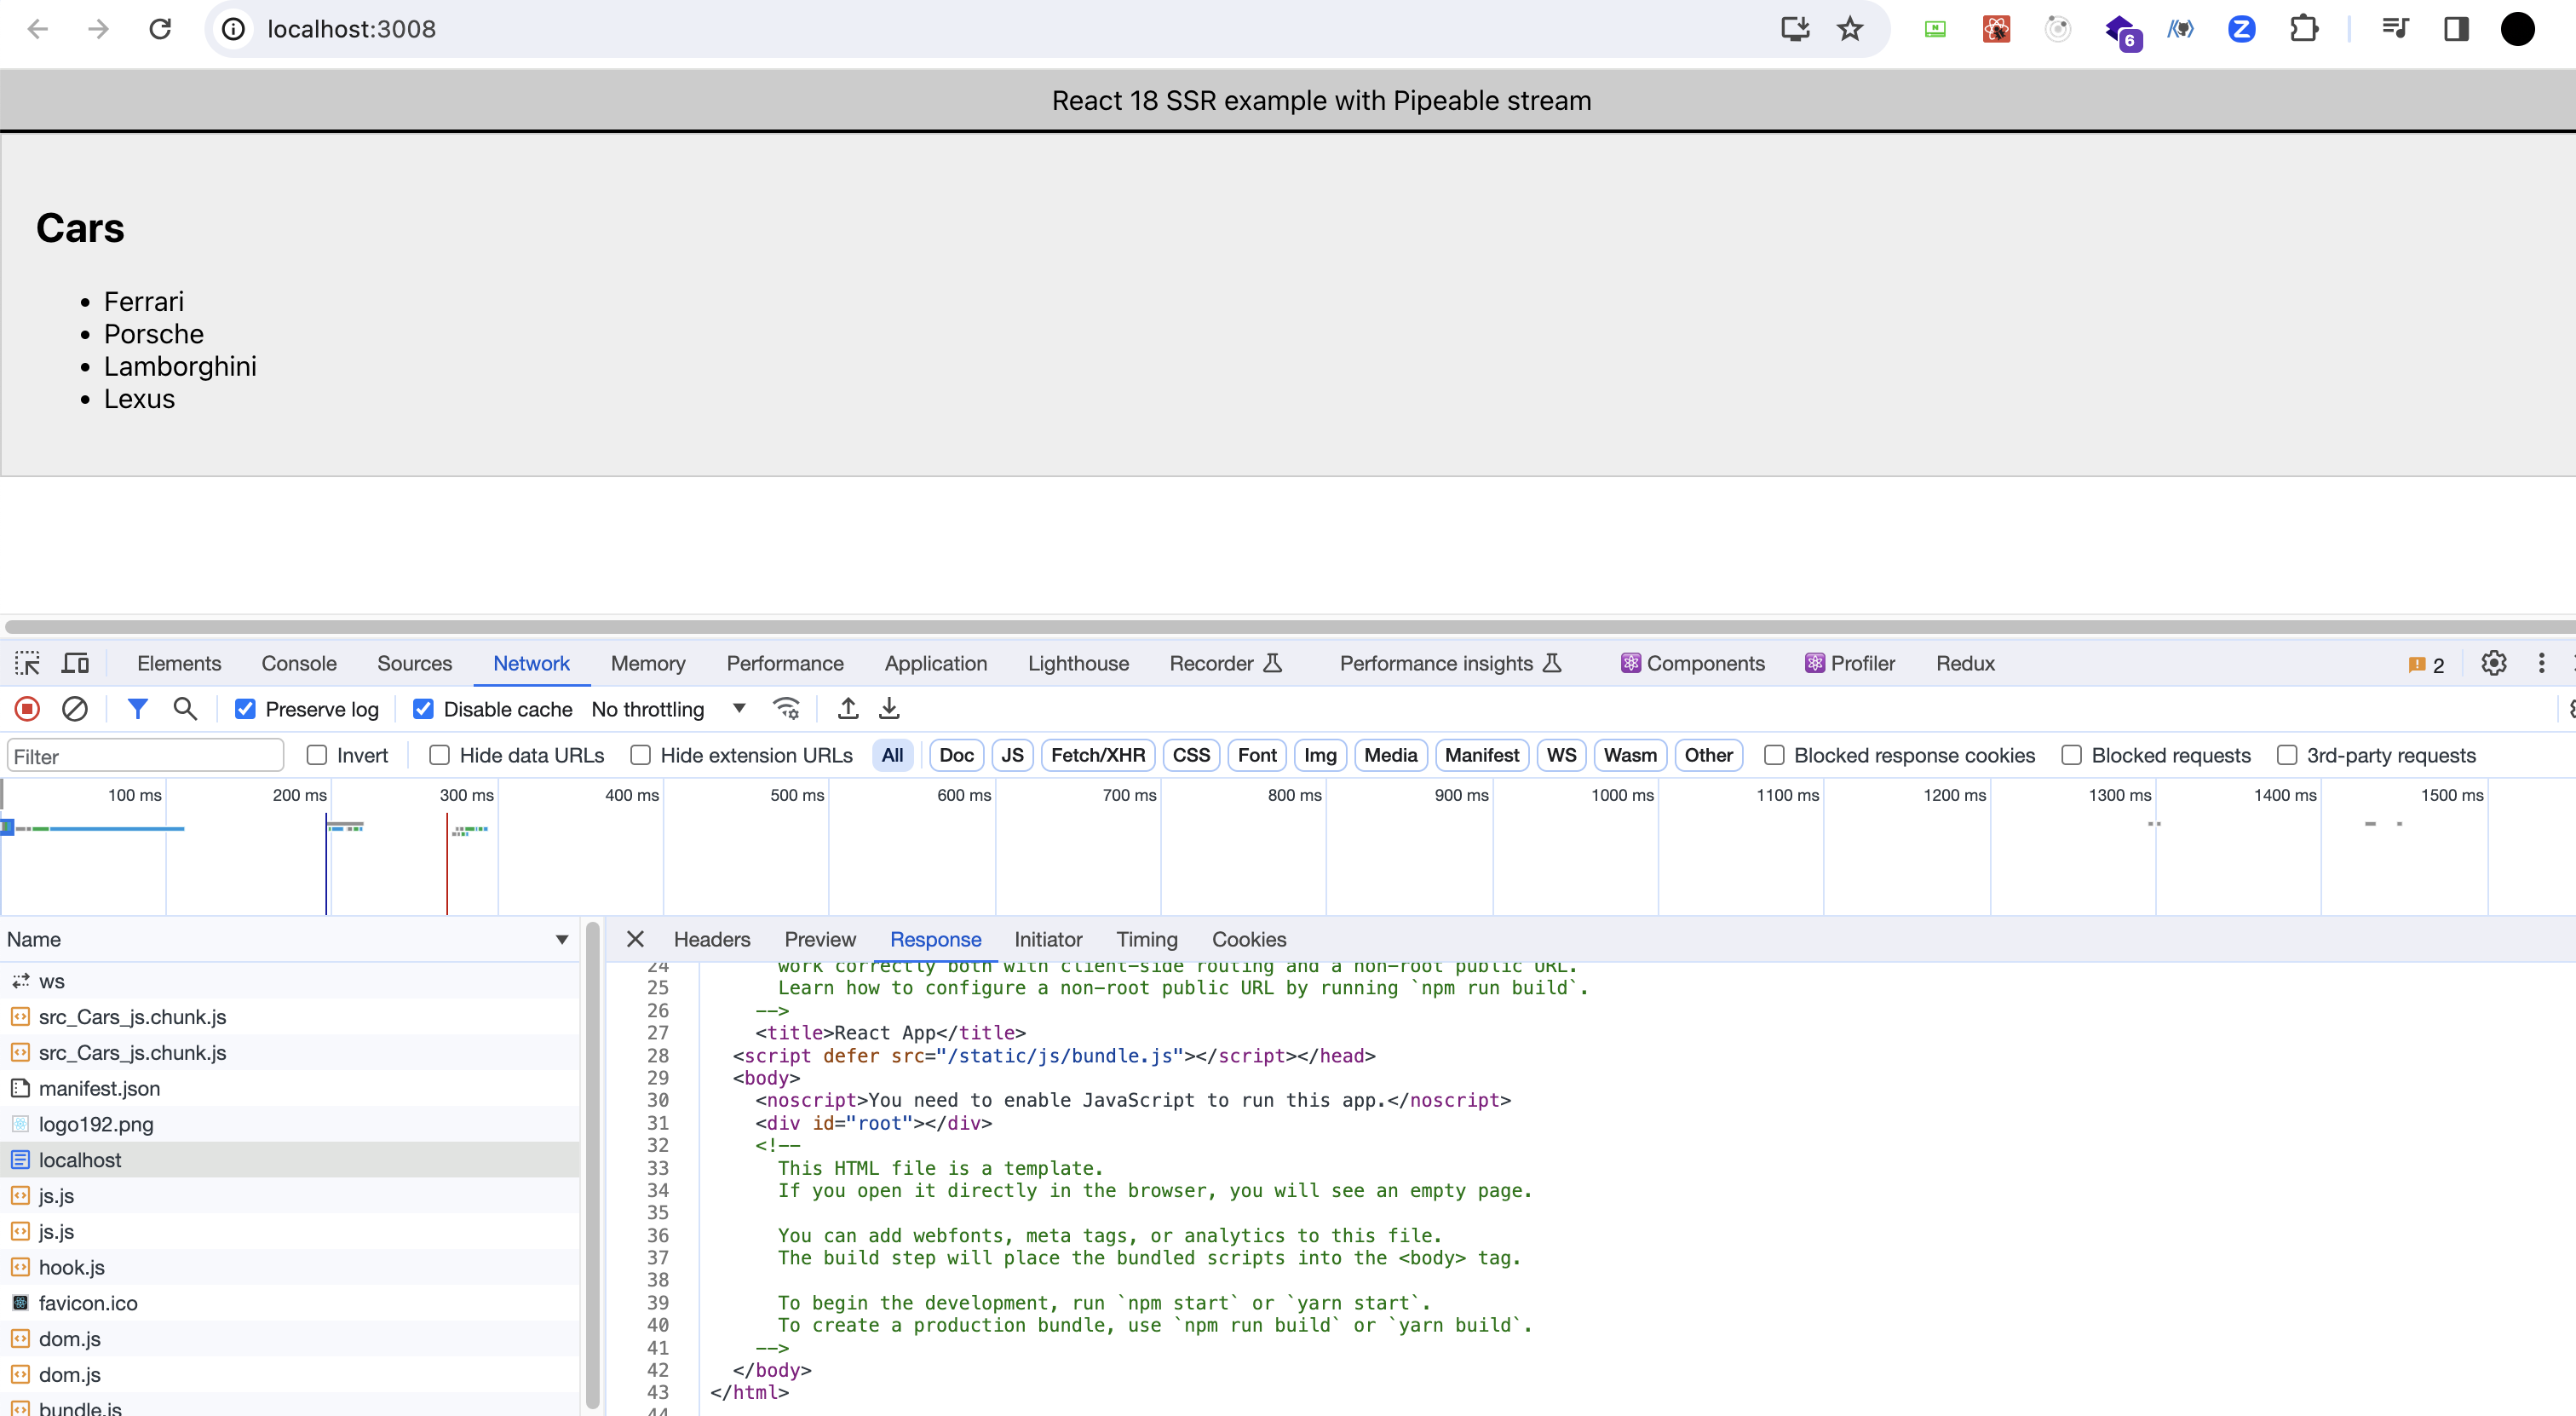 localhost:3008
6
React 18 SSR example with Pipeable stream
Cars
Ferrari
Porsche
Lamborghini
Lexus
Elements Console Sources Network Memory Performance Application Lighthouse Recorder Performance insights Components Profiler Redux 2
Preserve log Disable cache No throttling
Filter Invert Hide data URLs Hide extension URLs All Doc JS Fetch/XHR CSS Font Img Media Manifest WS Wasm Other Blocked response cookies Blocked requests 3rd-party requests
100 ms 200 ms 300 ms 400 ms 500 ms 600 ms 700 ms 800 ms 900 ms 1000 ms 1100 ms 1200 ms 1300 ms 1400 ms 1500 ms
Name
ws
src_Cars_js.chunk.js
src_Cars_js.chunk.js
manifest.json
logo192.png
localhost
js.js
js.js
hook.js
favicon.ico
dom.js
dom.js
bundle.js
Headers Preview Response Initiator Timing Cookies
24 work correctly both with client-side routing and a non-root public URL.
25 Learn how to configure a non-root public URL by running `npm run build`.
26 -->
27 <title>React App</title>
28 <script defer src="/static/js/bundle.js"></script></head>
29 <body>
30 <noscript>You need to enable JavaScript to run this app.</noscript>
31 <div id="root"></div>
32 <!--
33 This HTML file is a template.
34 If you open it directly in the browser, you will see an empty page.
35
36 You can add webfonts, meta tags, or analytics to this file.
37 The build step will place the bundled scripts into the <body> tag.
38
39 To begin the development, run `npm start` or `yarn start`.
40 To create a production bundle, use `npm run build` or `yarn build`.
41 -->
42 </body>
43 </html>
44